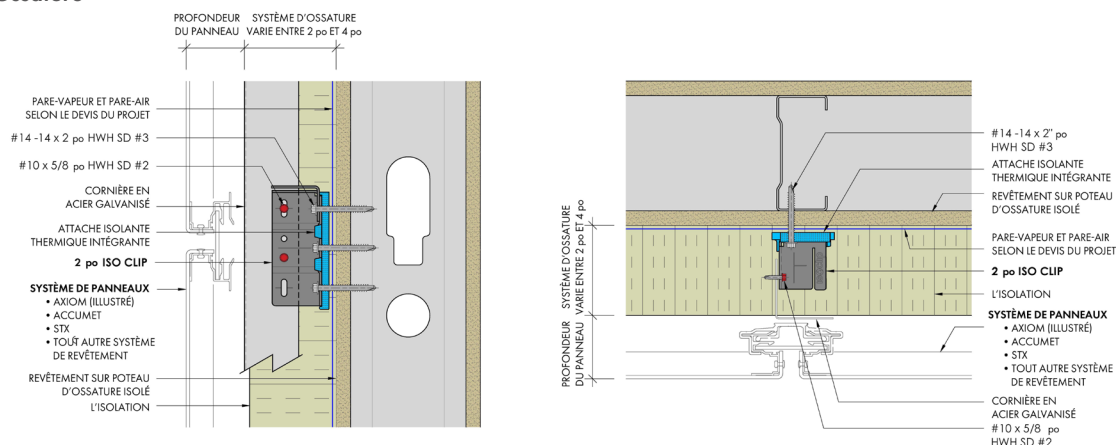 PROFONDEUR
DU PANNEAU
SYSTÈME D'OSSATURE
VARIE ENTRE 2 po ET 4 po
PARE-VAPEUR ET PARE-AIR
SELON LE DEVIS DU PROJET
#14 -14 x 2 po HWH SD #3
#10 x 5/8 po HWH SD #2
CORNIÈRE EN
ACIER GALVANISÉ
ATTACHE ISOLANTE
THERMIQUE INTÉGRANTE
2 po ISO CLIP
SYSTÈME DE PANNEAUX
• AXIOM (ILLUSTRÉ)
• ACCUMET
• STX
• TOUT AUTRE SYSTÈME
DE REVÊTEMENT
REVÊTEMENT SUR POTEAU
D'OSSATURE ISOLÉ
L'ISOLATION
SYSTÈME D'OSSATURE
VARIE ENTRE 2 po ET 4 po
PROFONDEUR
DU PANNEAU
#14 -14 x 2" po
HWH SD #3
ATTACHE ISOLANTE
THERMIQUE INTÉGRANTE
REVÊTEMENT SUR POTEAU
D'OSSATURE ISOLÉ
PARE-VAPEUR ET PARE-AIR
SELON LE DEVIS DU PROJET
2 po ISO CLIP
L'ISOLATION
SYSTÈME DE PANNEAUX
• AXIOM (ILLUSTRÉ)
• ACCUMET
• STX
• TOUT AUTRE SYSTÈME
DE REVÊTEMENT
CORNIÈRE EN
ACIER GALVANISÉ
#10 x 5/8 po
HWH SD #2